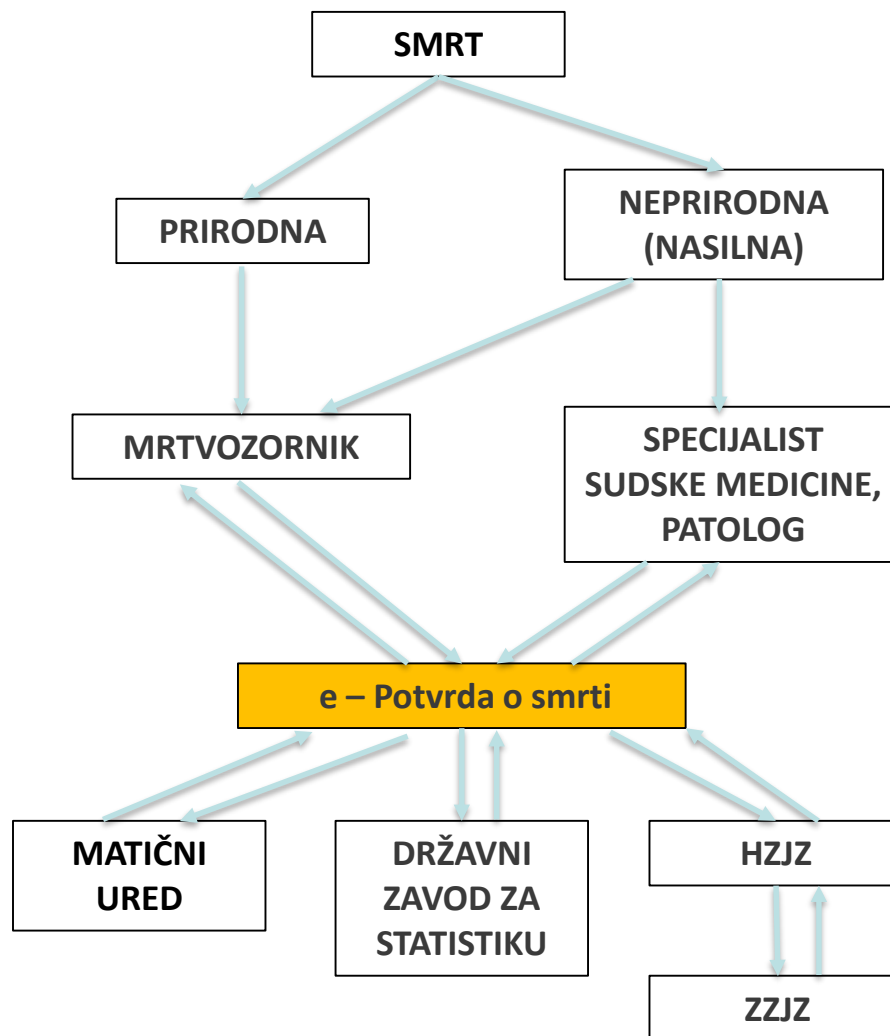 SMRT
PRIRODNA
NEPRIRODNA
(NASILNA)
MRTVOZORNIK
SPECIJALIST
SUDSKE MEDICINE,
PATOLOG
e – Potvrda o smrti
MATIČNI
URED
DRŽAVNI
ZAVOD ZA
STATISTIKU
HZJZ
ZZJZ